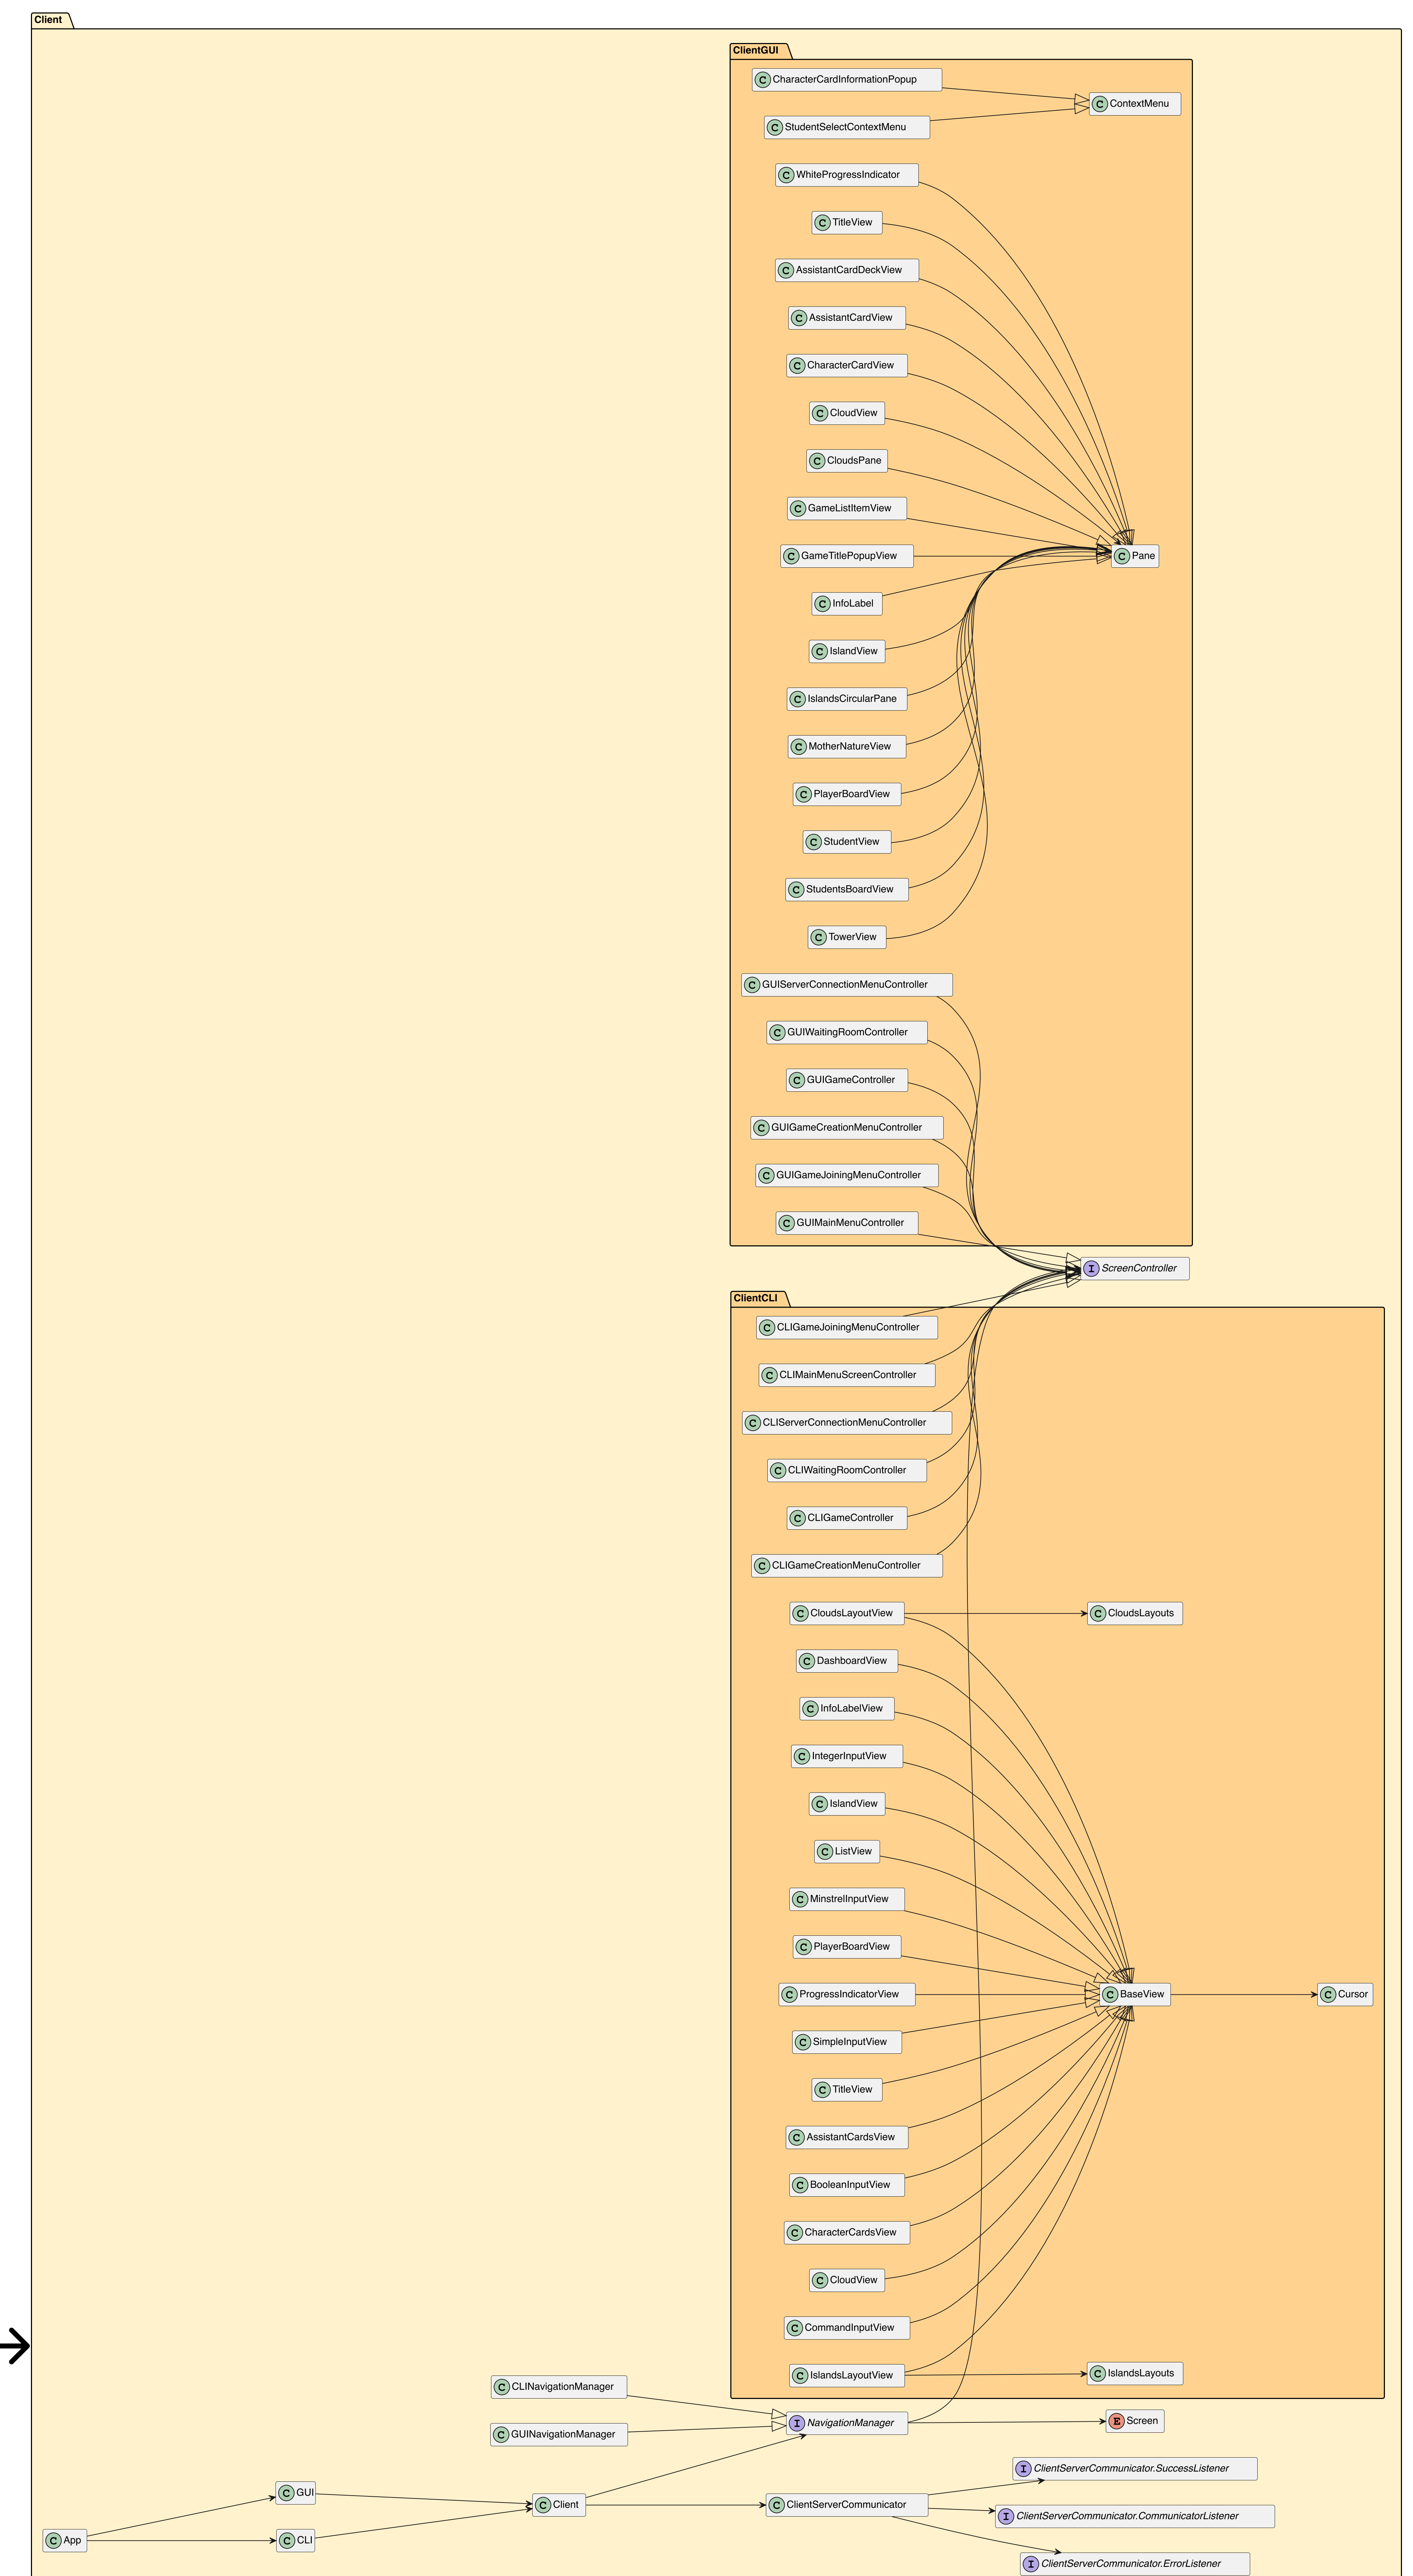 Client
ClientGUI
C CharacterCardInformationPopup
C ContextMenu
C StudentSelectContextMenu
C WhiteProgressIndicator
C TitleView
C AssistantCardDeckView
C AssistantCardView
C CharacterCardView
C CloudView
C CloudsPane
C GameListItemView
C GameTitlePopupView
C Pane
C InfoLabel
C IslandView
C IslandsCircularPane
C MotherNatureView
C PlayerBoardView
C StudentView
C StudentsBoardView
C TowerView
C GUIServerConnectionMenuController
C GUIWaitingRoomController
C GUIGameController
C GUIGameCreationMenuController
C GUIGameJoiningMenuController
C GUIMainMenuController
I ScreenController
ClientCLI
C CLIGameJoiningMenuController
C CLIMainMenuScreenController
C CLIServerConnectionMenuController
C CLIWaitingRoomController
C CLIGameController
C CLIGameCreationMenuController
C CloudsLayoutView
C CloudsLayouts
C DashboardView
C InfoLabelView
C IntegerInputView
C IslandView
C ListView
C MinstrelInputView
C PlayerBoardView
C ProgressIndicatorView
C BaseView
C Cursor
C SimpleInputView
C TitleView
C AssistantCardsView
C BooleanInputView
C CharacterCardsView
C CloudView
C CommandInputView
C IslandsLayoutView
C IslandsLayouts
C CLINavigationManager
I NavigationManager
E Screen
C GUINavigationManager
I ClientServerCommunicator.SuccessListener
C GUI
C Client
C ClientServerCommunicator
I ClientServerCommunicator.CommunicatorListener
C App
C CLI
I ClientServerCommunicator.ErrorListener